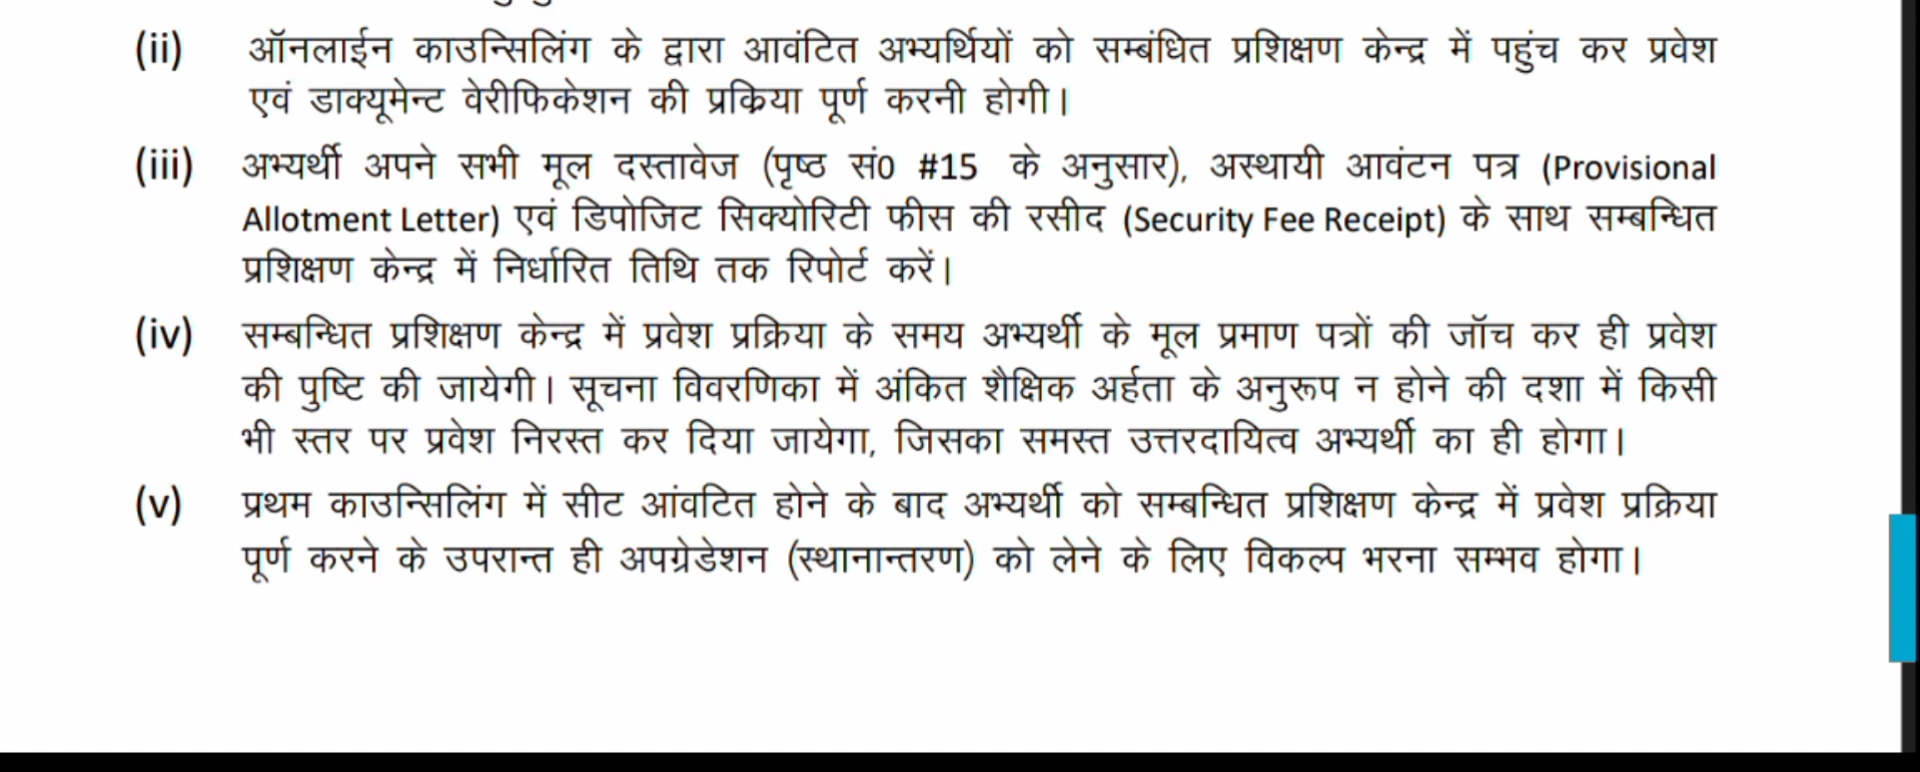 (ii) ऑनलाईन काउन्सिलिंग के द्वारा आवंटित अभ्यर्थियों को सम्बंधित प्रशिक्षण केन्द्र में पहुंच कर प्रवेश
एवं डाक्यूमेन्ट वेरीफिकेशन की प्रक्रिया पूर्ण करनी होगी।
(iii) अभ्यर्थी अपने सभी मूल दस्तावेज (पृष्ठ सं0 #15 के अनुसार), अस्थायी आवंटन पत्र (Provisional
Allotment Letter) एवं डिपोजिट सिक्योरिटी फीस की रसीद (Security Fee Receipt) के साथ सम्बन्धित
प्रशिक्षण केन्द्र में निर्धारित तिथि तक रिपोर्ट करें।
(iv) सम्बन्धित प्रशिक्षण केन्द्र में प्रवेश प्रक्रिया के समय अभ्यर्थी के मूल प्रमाण पत्रों की जॉच कर ही प्रवेश
की पुष्टि की जायेगी। सूचना विवरणिका में अंकित शैक्षिक अर्हता के अनुरूप न होने की दशा में किसी
भी स्तर पर प्रवेश निरस्त कर दिया जायेगा, जिसका समस्त उत्तरदायित्व अभ्यर्थी का ही होगा।
(v) प्रथम काउन्सिलिंग में सीट आंवटित होने के बाद अभ्यर्थी को सम्बन्धित प्रशिक्षण केन्द्र में प्रवेश प्रक्रिया
पूर्ण करने के उपरान्त ही अपग्रेडेशन (स्थानान्तरण) को लेने के लिए विकल्प भरना सम्भव होगा।